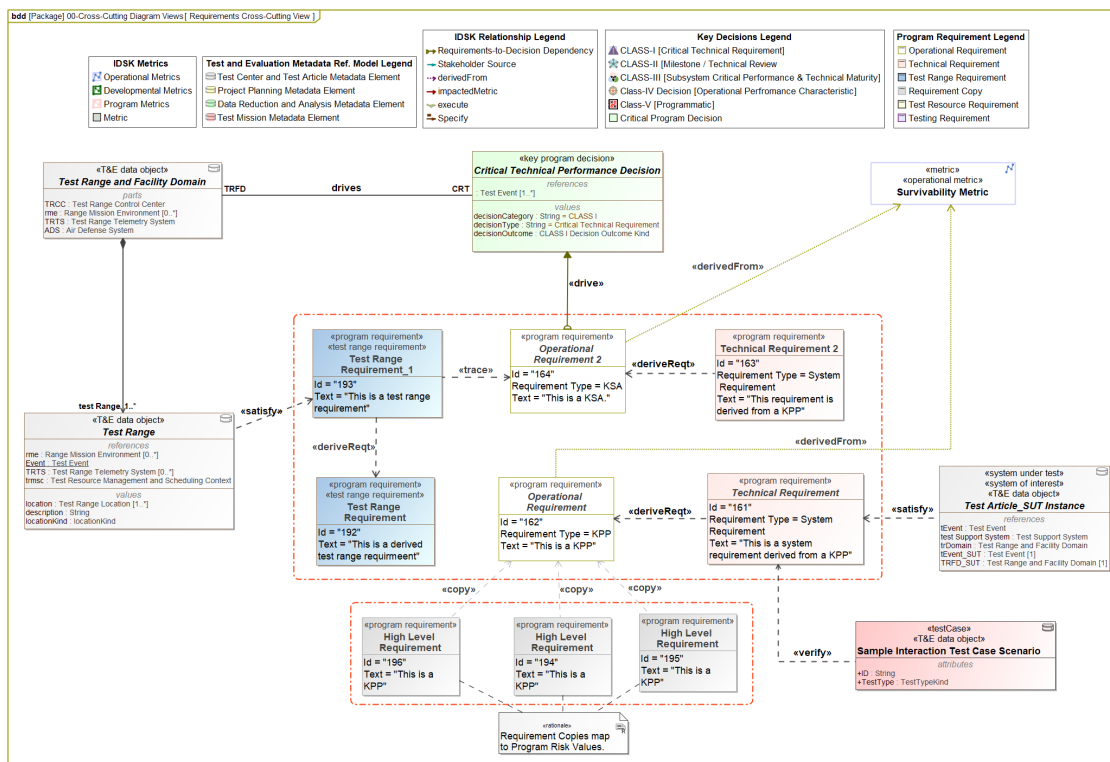 bdd [Package] 00-Cross-Cutting Diagram Views[ Requirements Cross-Cutting View ]
IDSK Metrics
Operational Metrics
Developmental Metrics
Program Metrics
Metric
Test and Evaluation Metadata Ref. Model Legend
Test Center and Test Article Metadata Element
Project Planning Metadata Element
Data Reduction and Analysis Metadata Element
Test Mission Metadata Element
IDSK Relationship Legend
Requirements-to-Decision Dependency
Stakeholder Source
derivedFrom
impactedMetric
execute
Specify
Key Decisions Legend
CLASS-I [Critical Technical Requirement]
CLASS-II [Milestone / Technical Review
CLASS-III [Subsystem Critical Performance & Technical Maturity]
Class-IV Decision [Operational Perfromance Characteristic]
Class-V [Programmatic]
Critical Program Decision
Program Requirement Legend
Operational Requirement
Technical Requirement
Test Range Requirement
Requirement Copy
Test Resource Requirement
Testing Requirement
«T&E data object»
Test Range and Facility Domain
parts
TRCC : Test Range Control Center
rme : Range Mission Environment [0..*]
TRTS : Test Range Telemetry System
ADS : Air Defense System
TRFD
drives
CRT
«key program decision»
Critical Technical Performance Decision
references
: Test Event [1..*]
values
decisionCategory : String = CLASS I
decisionType : String = Critical Technical Requirement
decisionOutcome : CLASS I Decision Outcome Kind
«metric»
«operational metric»
Survivability Metric
«derivedFrom»
«drive»
«program requirement»
«test range requirement»
Test Range
Requirement_1
Id = "193"
Text = "This is a test range
requirement"
«trace»
«program requirement»
Operational
Requirement 2
Id = "164"
Requirement Type = KSA
Text = "This is a KSA."
«deriveReqt»
«program requirement»
Technical Requirement 2
Id = "163"
Requirement Type = System
Requirement
Text = "This requirement is
derived from a KPP"
test Range 1..*
«T&E data object»
Test Range
references
rme : Range Mission Environment [0..*]
Event : Test Event
TRTS : Test Range Telemetry System [0..*]
trmsc : Test Resource Management and Scheduling Context
values
location : Test Range Location [1..*]
description : String
locationKind : locationKind
«satisfy»
«deriveReqt»
«derivedFrom»
«program requirement»
«test range requirement»
Test Range
Requirement
Id = "192"
Text = "This is a derived
test range requirmeent"
«program requirement»
Operational
Requirement
Id = "162"
Requirement Type = KPP
Text = "This is a KPP"
«deriveReqt»
«program requirement»
Technical Requirement
Id = "161"
Requirement Type = System
Requirement
Text = "This is a system
requirement derived from a KPP"
«satisfy»
«system under test»
«system of interest»
«T&E data object»
Test Article_SUT Instance
references
tEvent : Test Event
test Support System : Test Support System
trDomain : Test Range and Facility Domain
tEvent_SUT : Test Event [1]
TRFD_SUT : Test Range and Facility Domain [1]
«copy»
«copy»
«copy»
«program requirement»
High Level
Requirement
Id = "196"
Text = "This is a
KPP"
«program requirement»
High Level
Requirement
Id = "194"
Text = "This is a
KPP"
«program requirement»
High Level
Requirement
Id = "195"
Text = "This is a
KPP"
«verify»
«testCase»
«T&E data object»
Sample Interaction Test Case Scenario
attributes
+ID : String
+TestType : TestTypeKind
«rationale»
Requirement Copies map
to Program Risk Values.